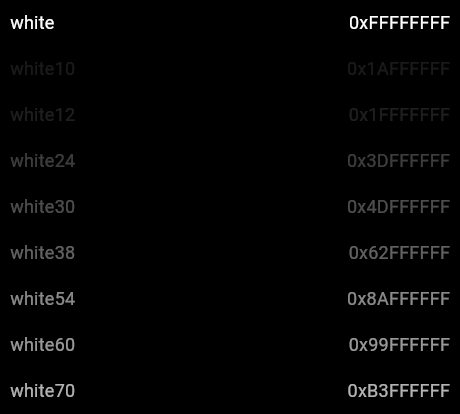 white 0xFFFFFFFF
white10 0x1AFFFFFF
white12 0x1FFFFFFF
white24 0x3DFFFFFF
white30 0x4DFFFFFF
white38 0x62FFFFFF
white54 0x8AFFFFFF
white60 0x99FFFFFF
white70 0xB3FFFFFF